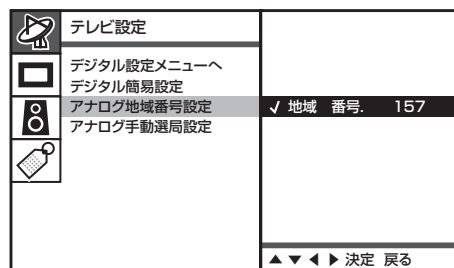 テレビ設定
デジタル設定メニューへ
デジタル簡易設定
アナログ地域番号設定
アナログ手動選局設定
✓ 地域 番号. 157
▲ ▼ ◀ ▶ 決定 戻る